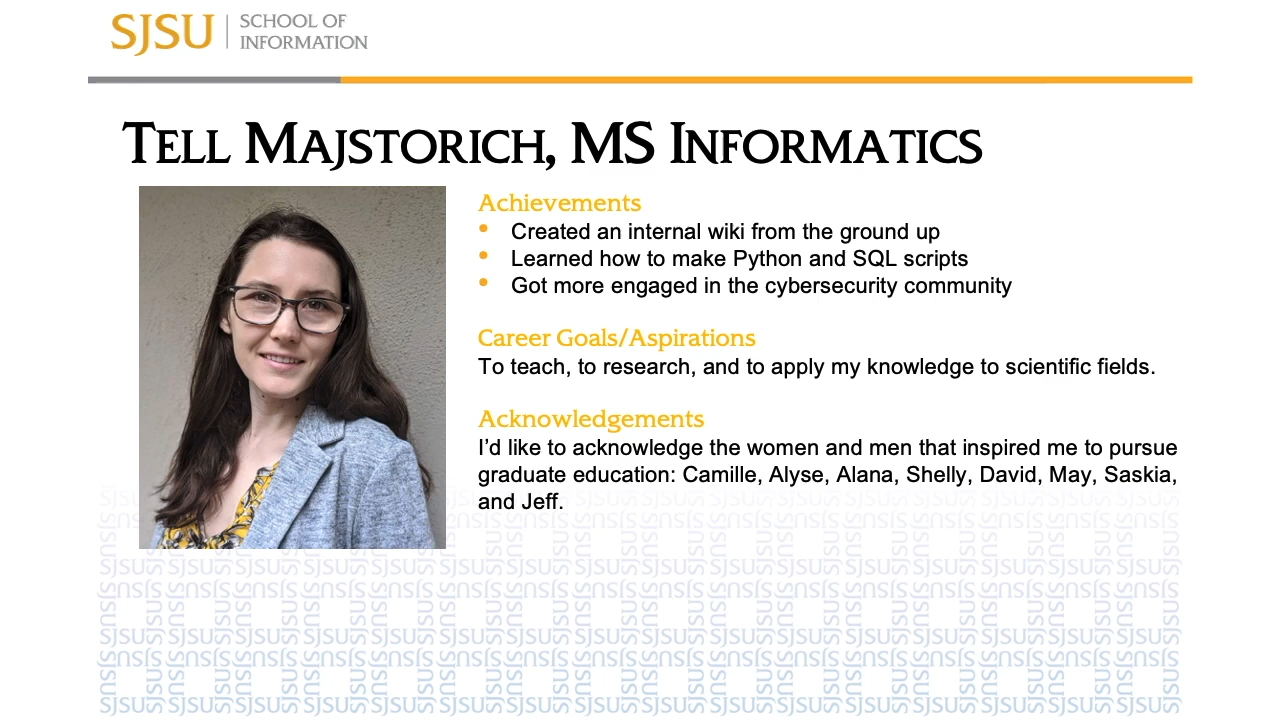 SJSU SCHOOL OF
INFORMATION
TELL MAJSTORICH, MS INFORMATICS
Achievements
• Created an internal wiki from the ground up
• Learned how to make Python and SQL scripts
• Got more engaged in the cybersecurity community
Career Goals/Aspirations
To teach, to research, and to apply my knowledge to scientific fields.
Acknowledgements
I’d like to acknowledge the women and men that inspired me to pursue
graduate education: Camille, Alyse, Alana, Shelly, David, May, Saskia,
and Jeff.